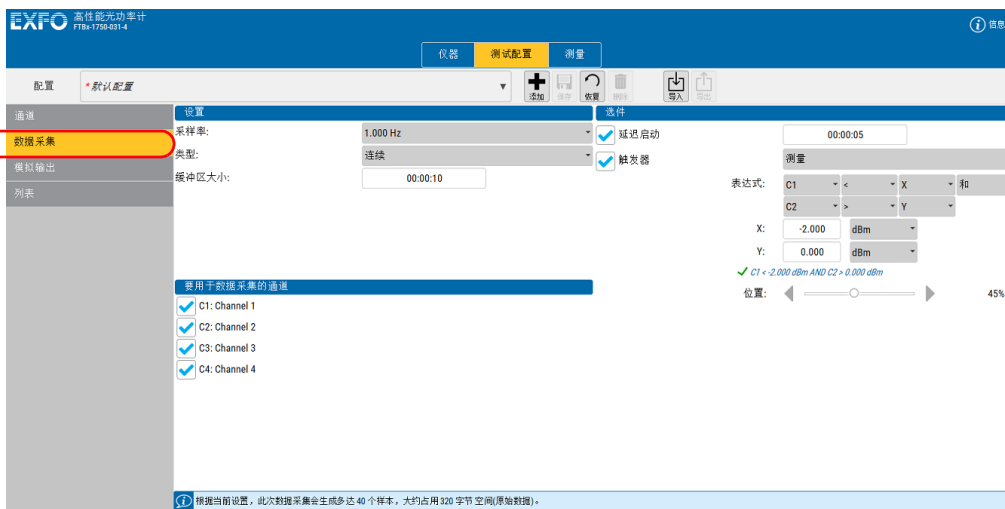 EXFO 高性能光功率计
FTBx-1750-031-4
信息
仪器 测试配置 测量
配置 *默认配置
添加 保存 恢复 删除 导入 导出
通道
数据采集
模拟输出
列表
设置
采样率: 1.000 Hz
类型: 连续
缓冲区大小: 00:00:10
要用于数据采集的通道
C1: Channel 1
C2: Channel 2
C3: Channel 3
C4: Channel 4
选件
延迟启动 00:00:05
触发器 测量
表达式: C1 < X 和
C2 > Y
X: -2.000 dBm
Y: 0.000 dBm
C1 < -2.000 dBm AND C2 > 0.000 dBm
位置: 45%
根据当前设置，此次数据采集会生成多达 40 个样本，大约占用 320 字节 空间(原始数据)。